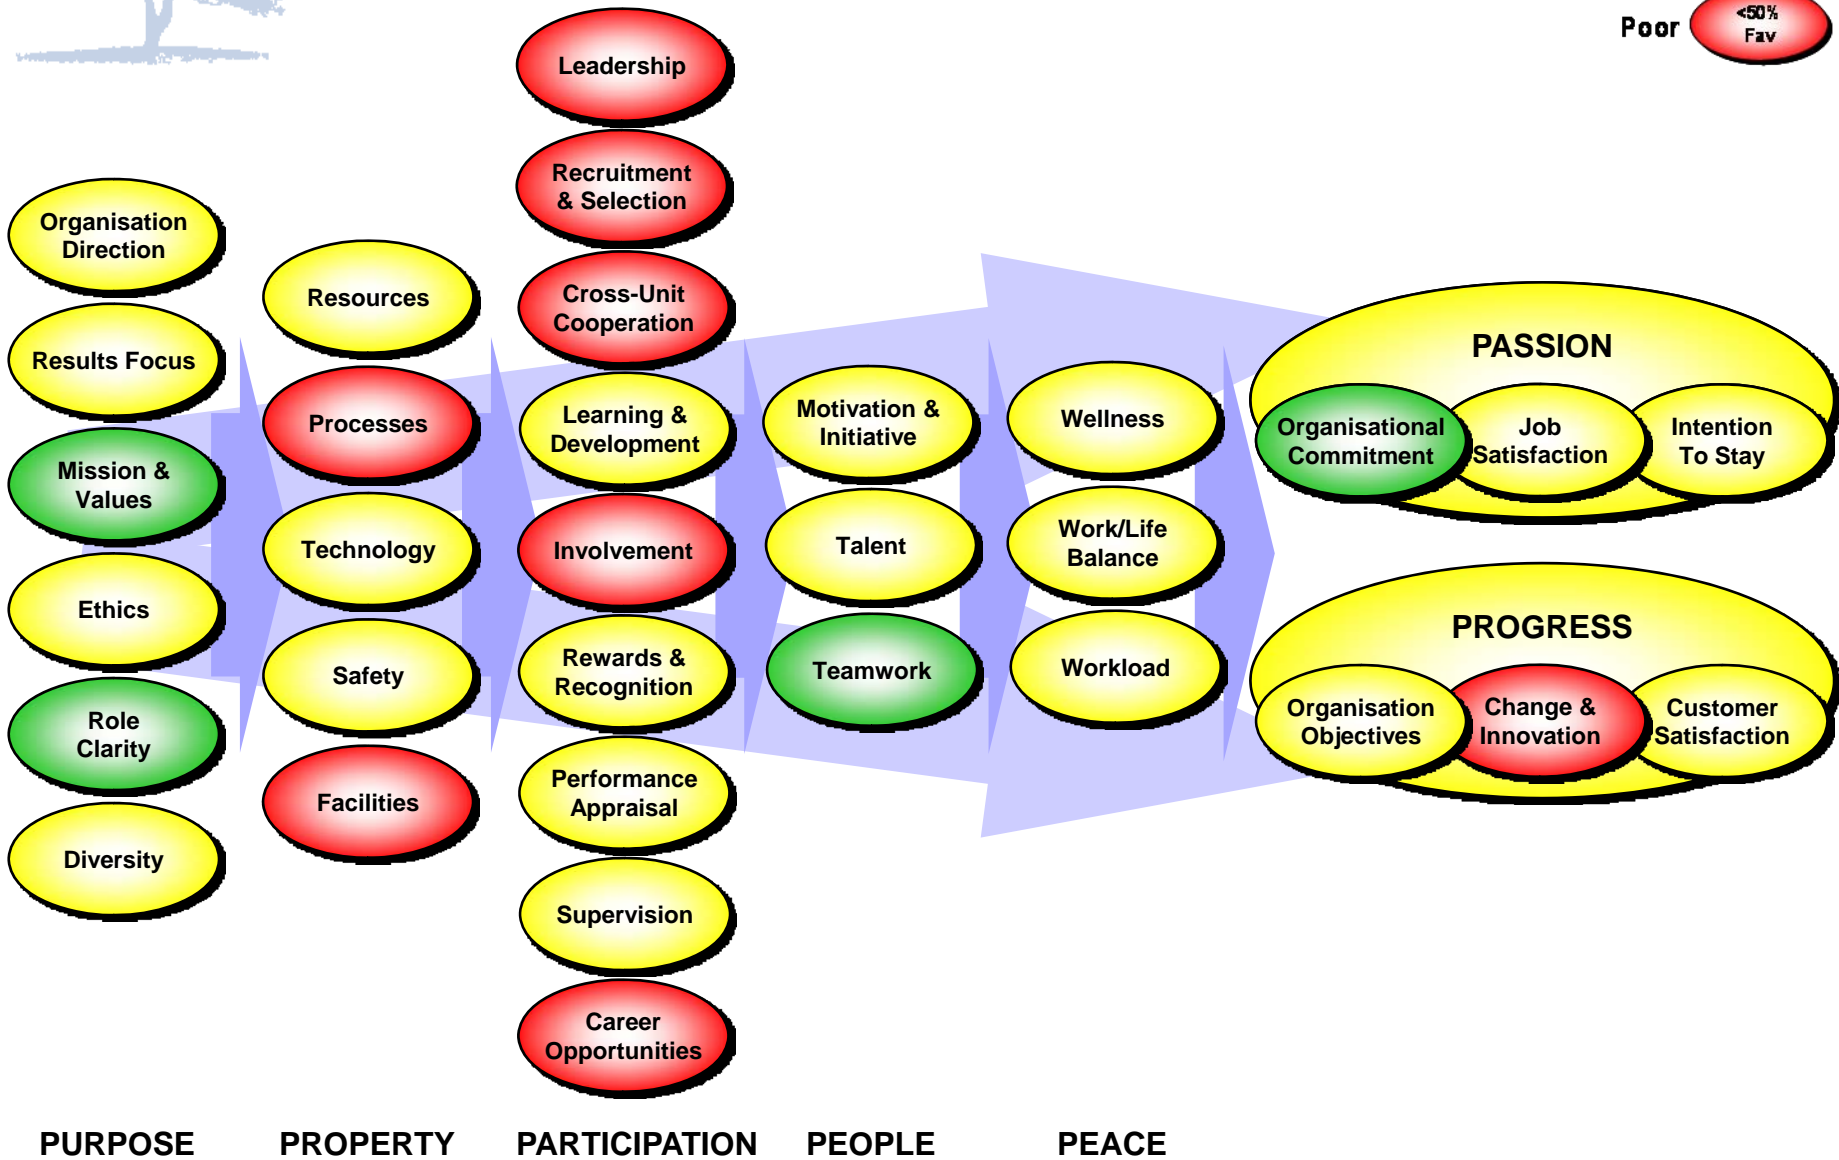 Poor
<50%
Fav
Leadership
Recruitment
& Selection
Cross-Unit
Cooperation
Learning &
Development
Involvement
Rewards &
Recognition
Performance
Appraisal
Supervision
Career
Opportunities
Organisation
Direction
Results Focus
Mission &
Values
Ethics
Role
Clarity
Diversity
Resources
Processes
Technology
Safety
Facilities
Motivation &
Initiative
Talent
Teamwork
Wellness
Work/Life
Balance
Workload
PASSION
Organisational
Commitment
Job
Satisfaction
Intention
To Stay
PROGRESS
Organisation
Objectives
Change &
Innovation
Customer
Satisfaction
PURPOSE
PROPERTY
PARTICIPATION
PEOPLE
PEACE